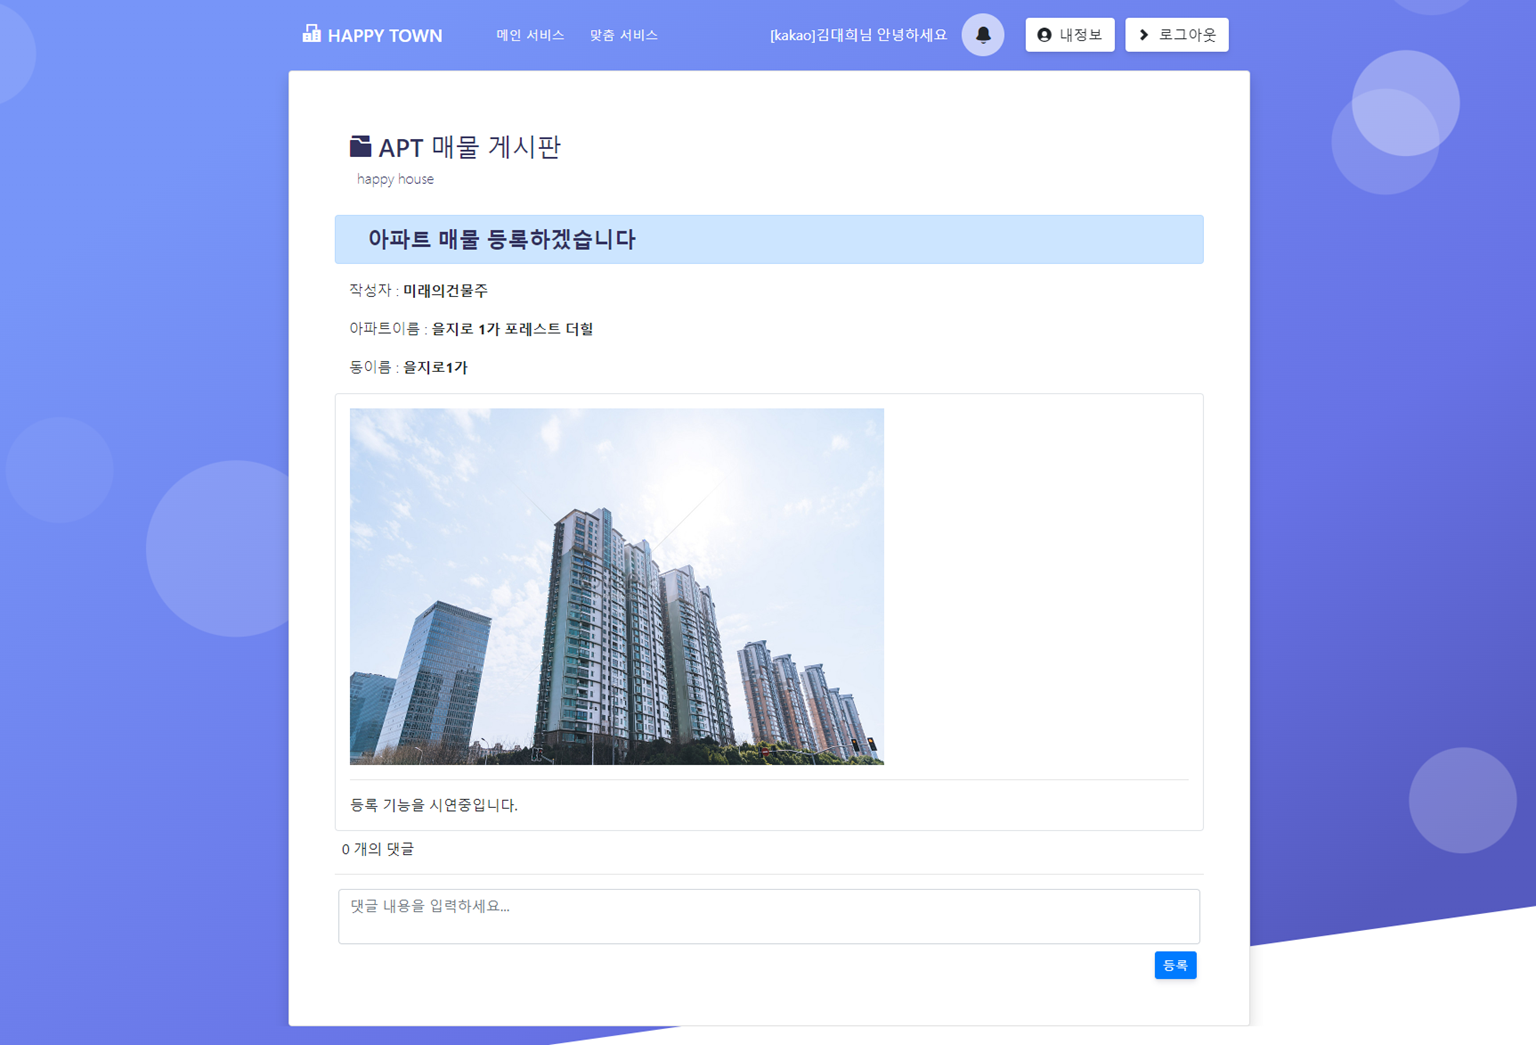 HAPPY TOWN 메인 서비스 맞춤 서비스 [kakao]김대희님 안녕하세요 내정보 로그아웃
APT 매물 게시판
happy house
아파트 매물 등록하겠습니다
작성자 : 미래의건물주
아파트이름 : 을지로 1가 포레스트 더힐
동이름 : 을지로1가
등록 기능을 시연중입니다.
0 개의 댓글
댓글 내용을 입력하세요...
등록